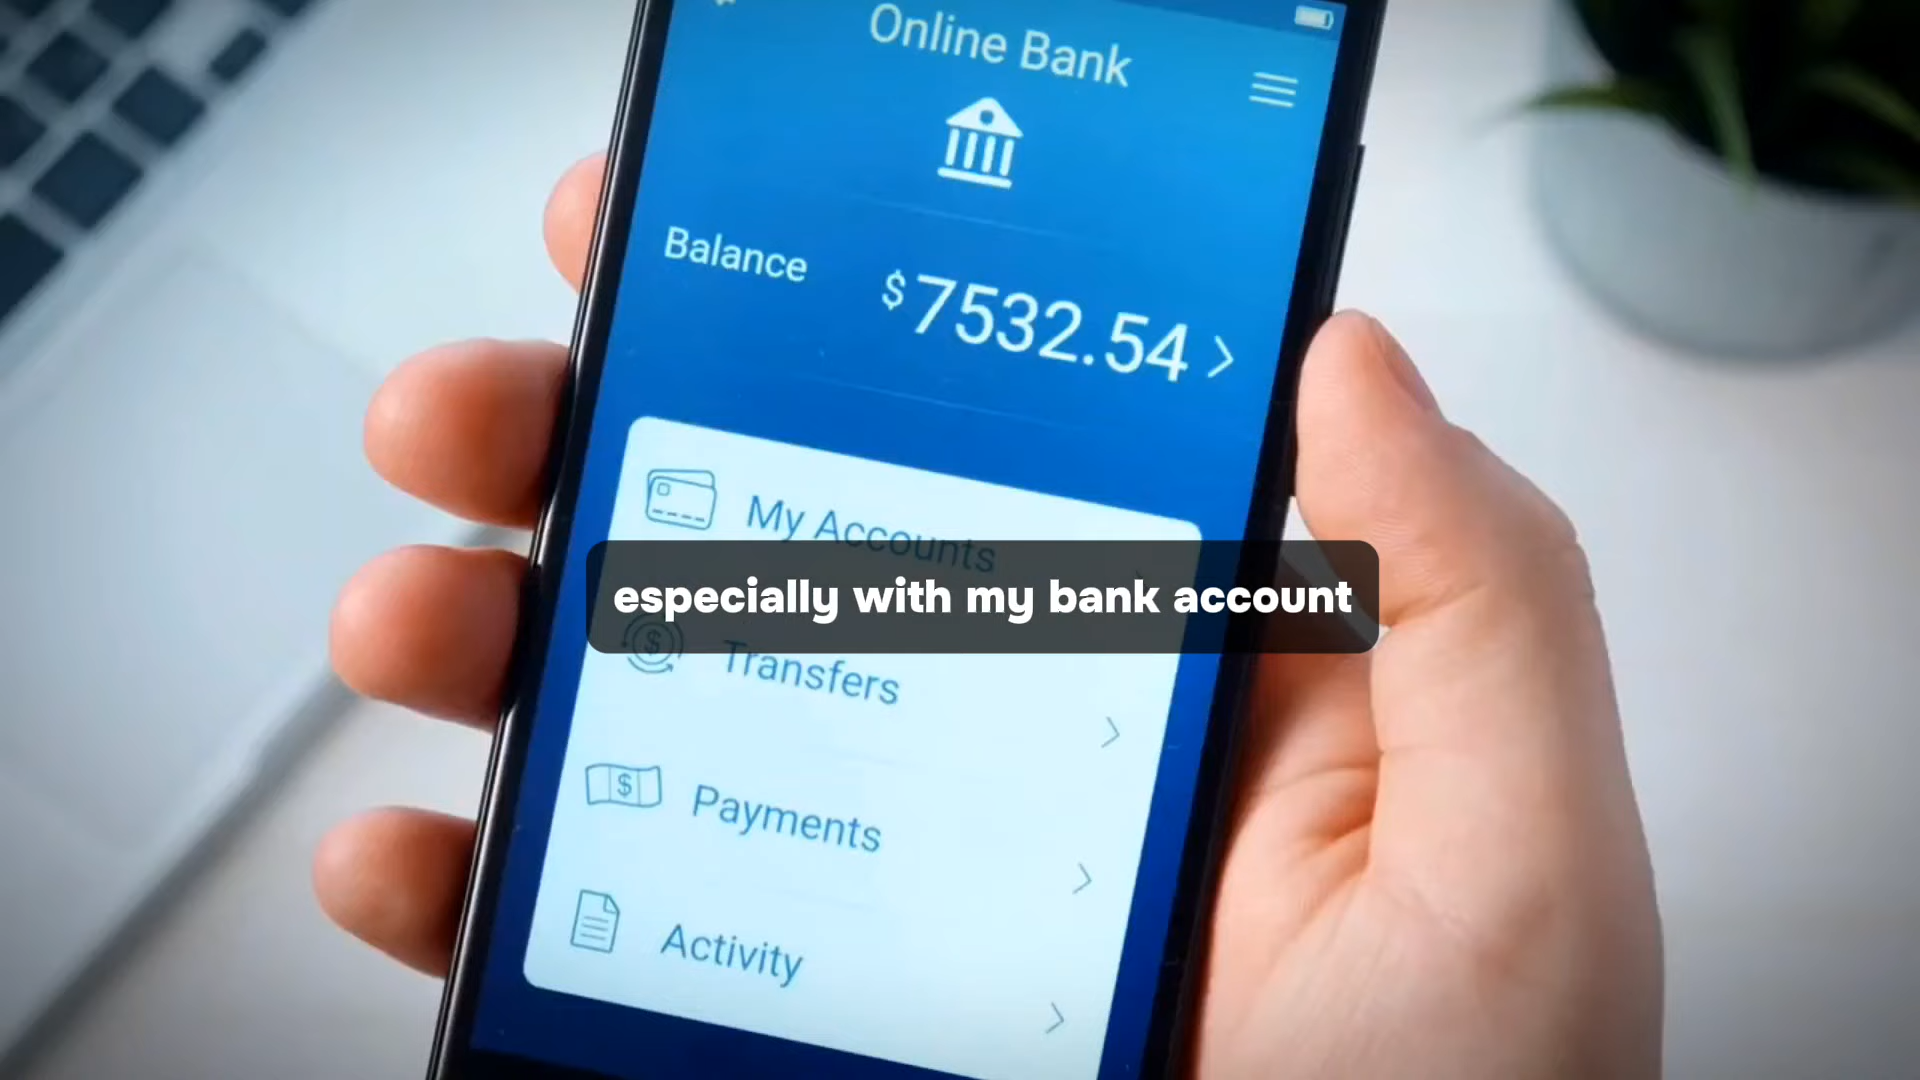 Online Bank
Balance $7532.54
My Accounts
especially with my bank account
Transfers
Payments
Activity